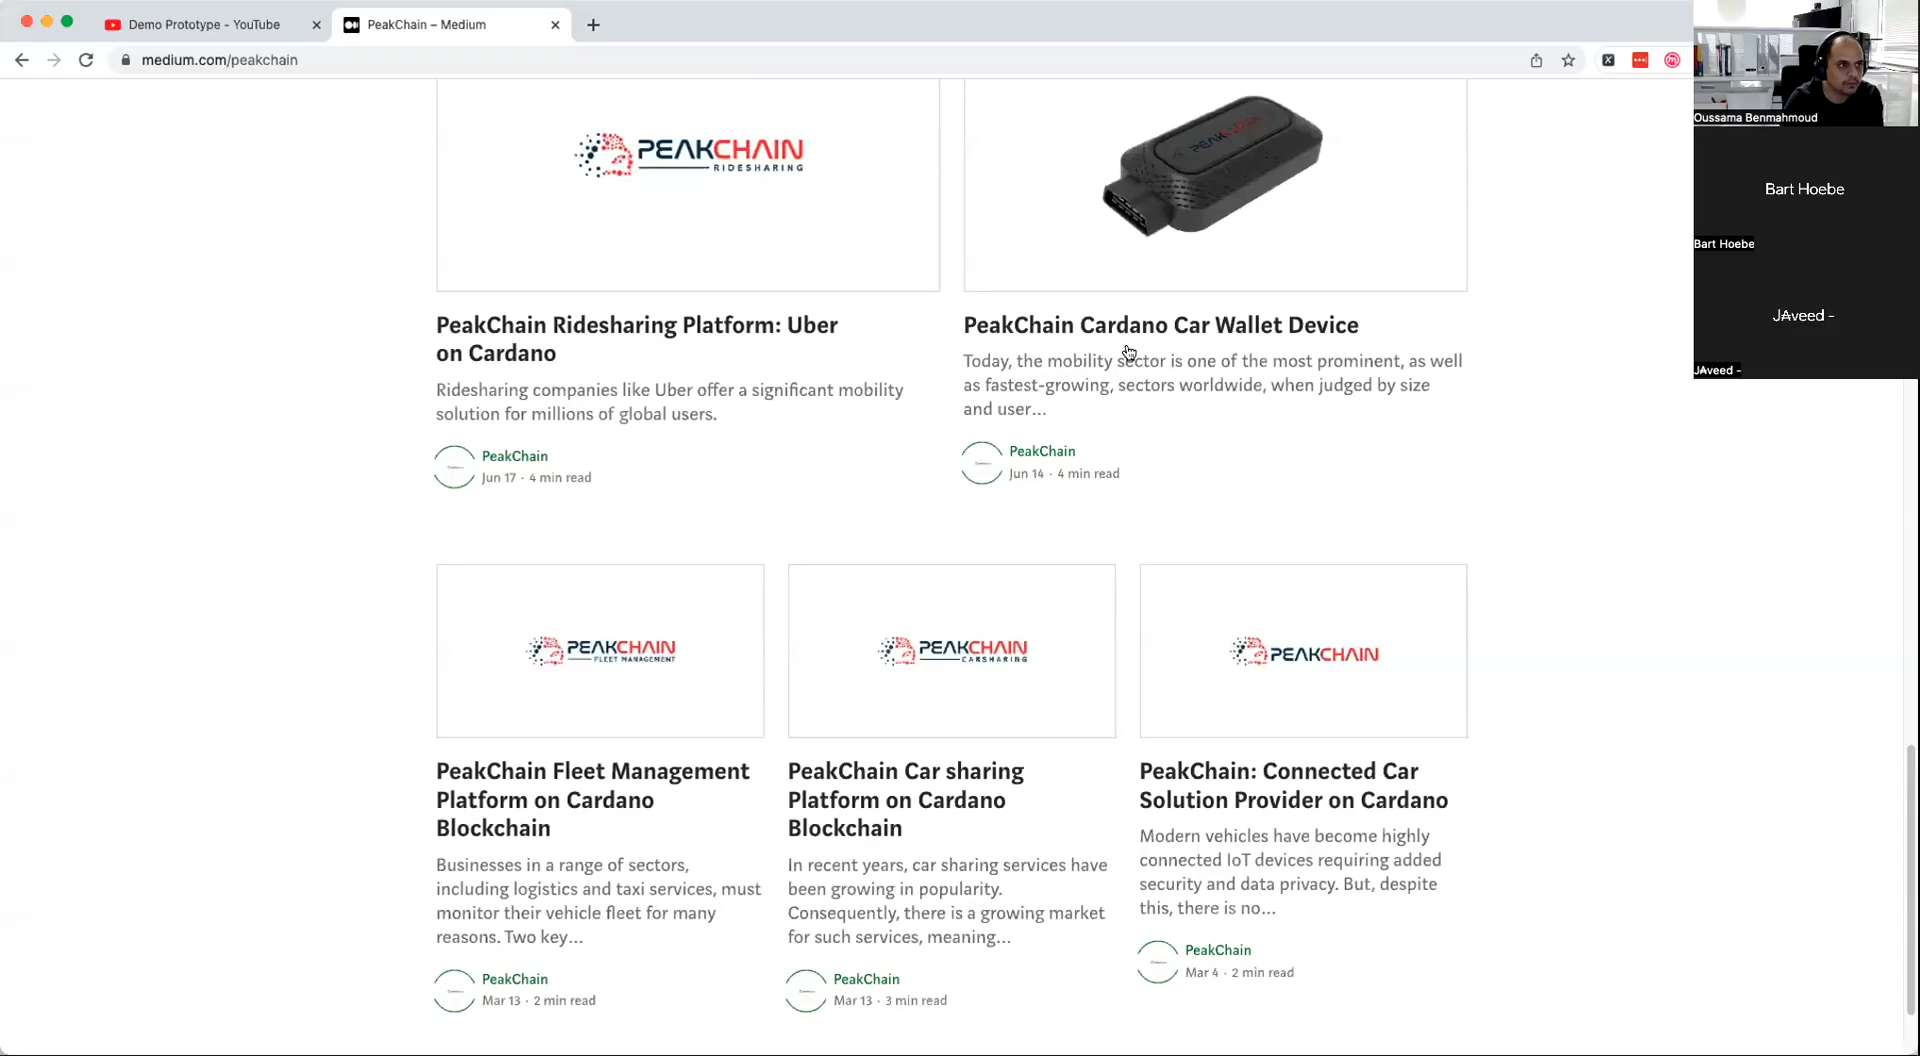 Demo Prototype - YouTube
PeakChain – Medium
medium.com/peakchain
Oussama Benmahmoud
Bart Hoebe
Bart Hoebe
JAveed -
JAveed -
PEAKCHAIN
RIDESHARING
PEAKCHAIN
PeakChain Ridesharing Platform: Uber
on Cardano
Ridesharing companies like Uber offer a significant mobility
solution for millions of global users.
PeakChain
Jun 17 · 4 min read
PeakChain Cardano Car Wallet Device
Today, the mobility sector is one of the most prominent, as well
as fastest-growing, sectors worldwide, when judged by size
and user...
PeakChain
Jun 14 · 4 min read
PEAKCHAIN
FLEET MANAGEMENT
PeakChain Fleet Management
Platform on Cardano
Blockchain
Businesses in a range of sectors,
including logistics and taxi services, must
monitor their vehicle fleet for many
reasons. Two key...
PeakChain
Mar 13 · 2 min read
PEAKCHAIN
CARSHARING
PeakChain Car sharing
Platform on Cardano
Blockchain
In recent years, car sharing services have
been growing in popularity.
Consequently, there is a growing market
for such services, meaning...
PeakChain
Mar 13 · 3 min read
PEAKCHAIN
PeakChain: Connected Car
Solution Provider on Cardano
Modern vehicles have become highly
connected IoT devices requiring added
security and data privacy. But, despite
this, there is no...
PeakChain
Mar 4 · 2 min read